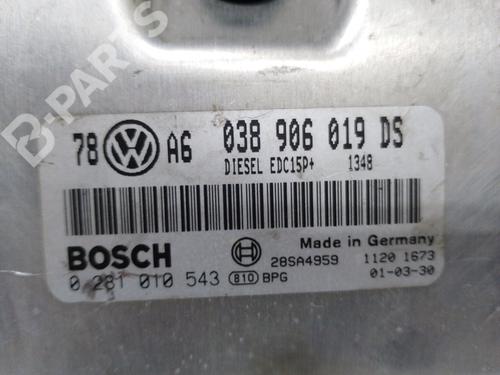 B-PARTS
78 VW A6 038 906 019 DS
DIESEL EDC15P+ 1348
BOSCH Made in Germany
28SA4959 1120 1673
0 281 010 543 810 BPG 01-03-30